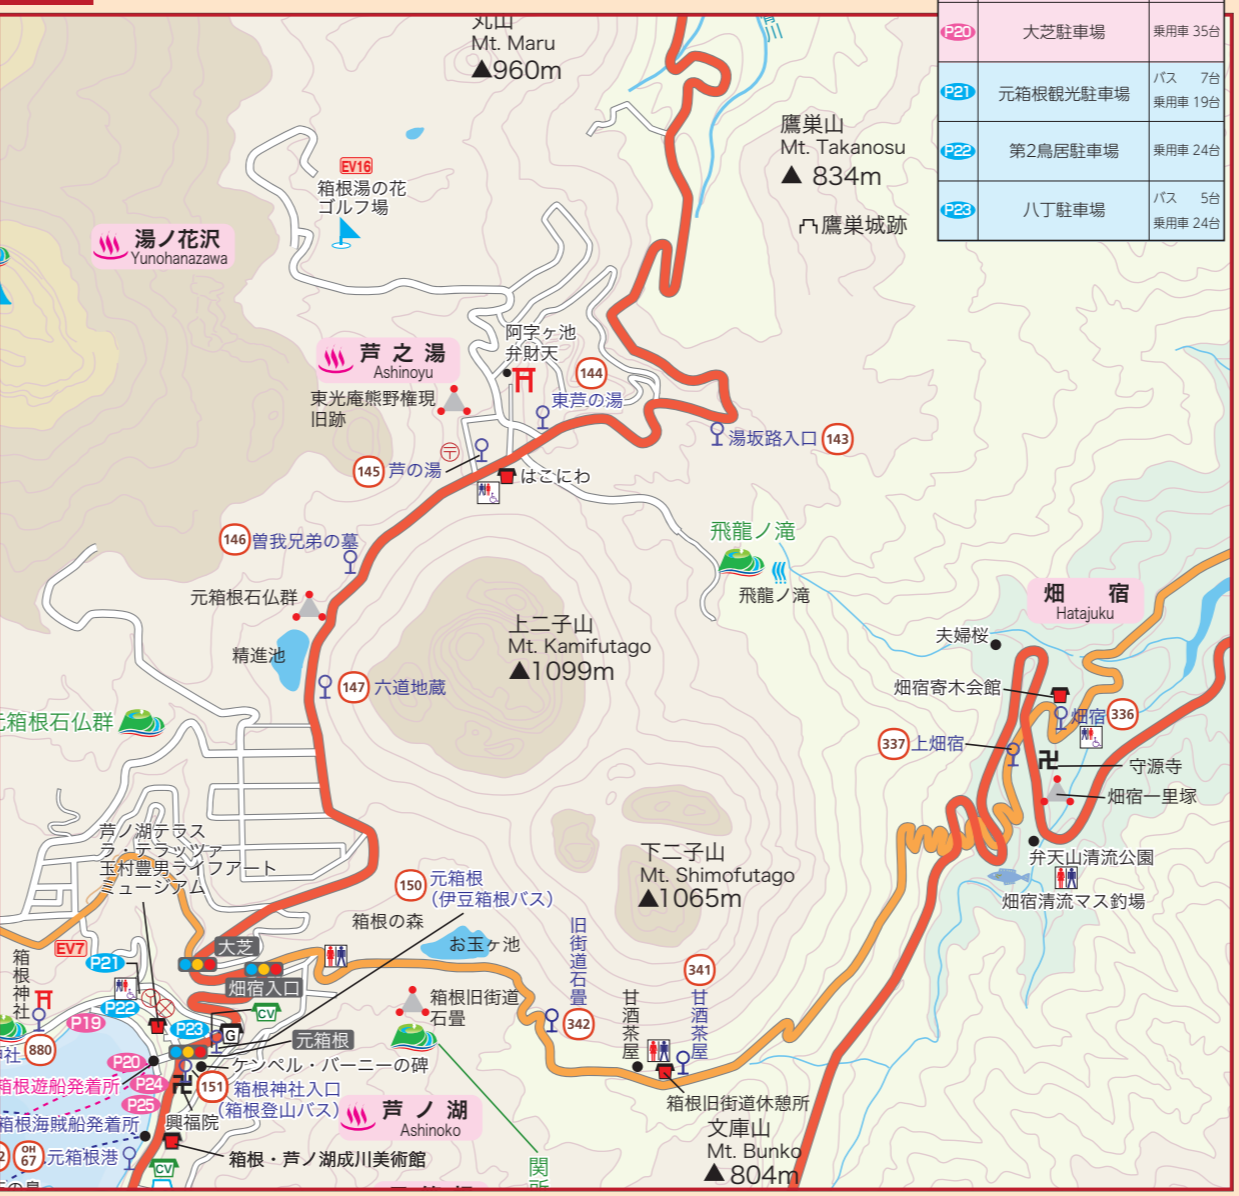 丸山
Mt. Maru
▲960m
P20 大芝駐車場 乗用車 35台
P21 元箱根観光駐車場 バス 7台
乗用車 19台
P22 第2鳥居駐車場 乗用車 24台
P23 八丁駐車場 バス 5台
乗用車 24台
鷹巣山
Mt. Takanosu
▲ 834m
鷹巣城跡
EV16
箱根湯の花
ゴルフ場
湯ノ花沢
Yunohanazawa
芦之湯
Ashinoyu
阿字ヶ池
弁財天
東光庵熊野権現
旧跡
144
東芦の湯
湯坂路入口 143
145 芦の湯
はこにわ
146 曽我兄弟の墓
飛龍ノ滝
飛龍ノ滝
元箱根石仏群
精進池
147 六道地蔵
上二子山
Mt. Kamifutago
▲1099m
畑宿
Hatajuku
夫婦桜
畑宿寄木会館
畑宿 336
337 上畑宿
守源寺
畑宿一里塚
弁天山清流公園
畑宿清流マス釣場
元箱根石仏群
芦ノ湖テラス
ラ・テラッツァ
玉村豊男ライフアート
ミュージアム
下二子山
Mt. Shimofutago
▲1065m
150 元箱根
(伊豆箱根バス)
箱根の森
お玉ヶ池
旧街道石畳
342
341
甘酒茶屋
甘酒茶屋
箱根旧街道休憩所
箱根旧街道
石畳
大芝
畑宿入口
元箱根
EV7
P21
P22
P19
P23
CV
G
箱根神社
880
P20
P24
P25
ケンペル・バーニーの碑
151 箱根神社入口
(箱根登山バス)
箱根遊船発着所
箱根海賊船発着所
興福院
芦ノ湖
Ashinoko
箱根・芦ノ湖成川美術館
OH
67
元箱根港
CV
関所
文庫山
Mt. Bunko
▲804m